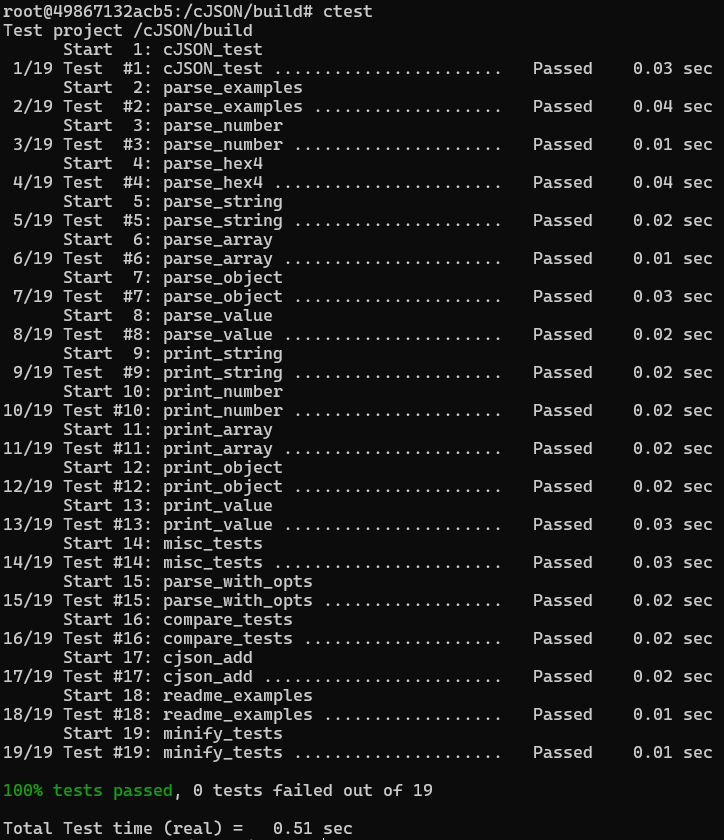 root@49867132acb5:/cJSON/build# ctest
Test project /cJSON/build
      Start  1: cJSON_test
 1/19 Test  #1: cJSON_test .......................   Passed    0.03 sec
      Start  2: parse_examples
 2/19 Test  #2: parse_examples ...................   Passed    0.04 sec
      Start  3: parse_number
 3/19 Test  #3: parse_number .....................   Passed    0.01 sec
      Start  4: parse_hex4
 4/19 Test  #4: parse_hex4 .......................   Passed    0.04 sec
      Start  5: parse_string
 5/19 Test  #5: parse_string .....................   Passed    0.02 sec
      Start  6: parse_array
 6/19 Test  #6: parse_array ......................   Passed    0.01 sec
      Start  7: parse_object
 7/19 Test  #7: parse_object .....................   Passed    0.03 sec
      Start  8: parse_value
 8/19 Test  #8: parse_value ......................   Passed    0.02 sec
      Start  9: print_string
 9/19 Test  #9: print_string .....................   Passed    0.02 sec
      Start 10: print_number
10/19 Test #10: print_number .....................   Passed    0.02 sec
      Start 11: print_array
11/19 Test #11: print_array ......................   Passed    0.02 sec
      Start 12: print_object
12/19 Test #12: print_object .....................   Passed    0.02 sec
      Start 13: print_value
13/19 Test #13: print_value ......................   Passed    0.03 sec
      Start 14: misc_tests
14/19 Test #14: misc_tests .......................   Passed    0.03 sec
      Start 15: parse_with_opts
15/19 Test #15: parse_with_opts ..................   Passed    0.02 sec
      Start 16: compare_tests
16/19 Test #16: compare_tests ....................   Passed    0.02 sec
      Start 17: cjson_add
17/19 Test #17: cjson_add ........................   Passed    0.02 sec
      Start 18: readme_examples
18/19 Test #18: readme_examples ..................   Passed    0.01 sec
      Start 19: minify_tests
19/19 Test #19: minify_tests .....................   Passed    0.01 sec

100% tests passed, 0 tests failed out of 19

Total Test time (real) =   0.51 sec